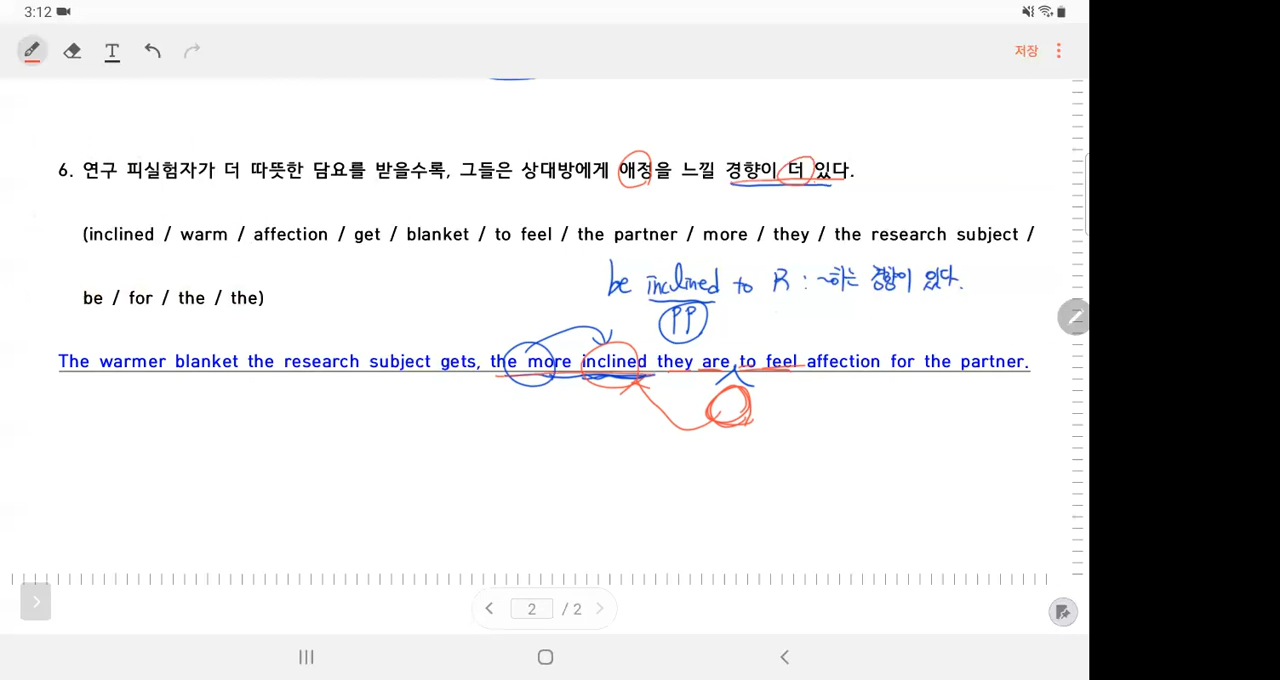 3:12
T
저장
6. 연구 피실험자가 더 따뜻한 담요를 받을수록, 그들은 상대방에게 애정을 느낄 경향이 더 있다.
(inclined / warm / affection / get / blanket / to feel / the partner / more / they / the research subject /
be / for / the / the)
be inclined to R : ~하는 경향이 있다.
PP
The warmer blanket the research subject gets, the more inclined they are to feel affection for the partner.
2 / 2